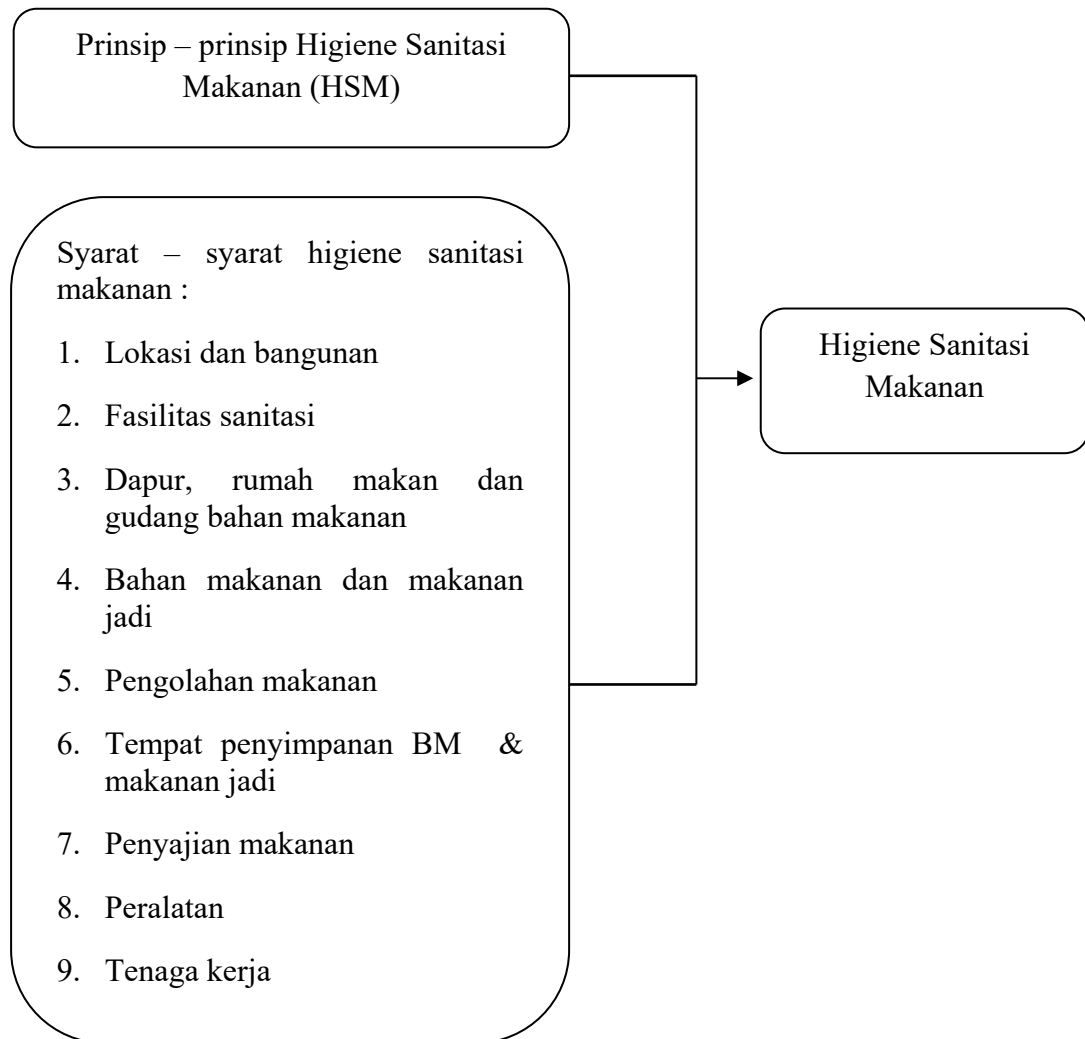 Prinsip – prinsip Higiene Sanitasi
Makanan (HSM)
Syarat – syarat higiene sanitasi
makanan :
1. Lokasi dan bangunan
2. Fasilitas sanitasi
3. Dapur, rumah makan dan
gudang bahan makanan
4. Bahan makanan dan makanan
jadi
5. Pengolahan makanan
6. Tempat penyimpanan BM &
makanan jadi
7. Penyajian makanan
8. Peralatan
9. Tenaga kerja
Higiene Sanitasi
Makanan